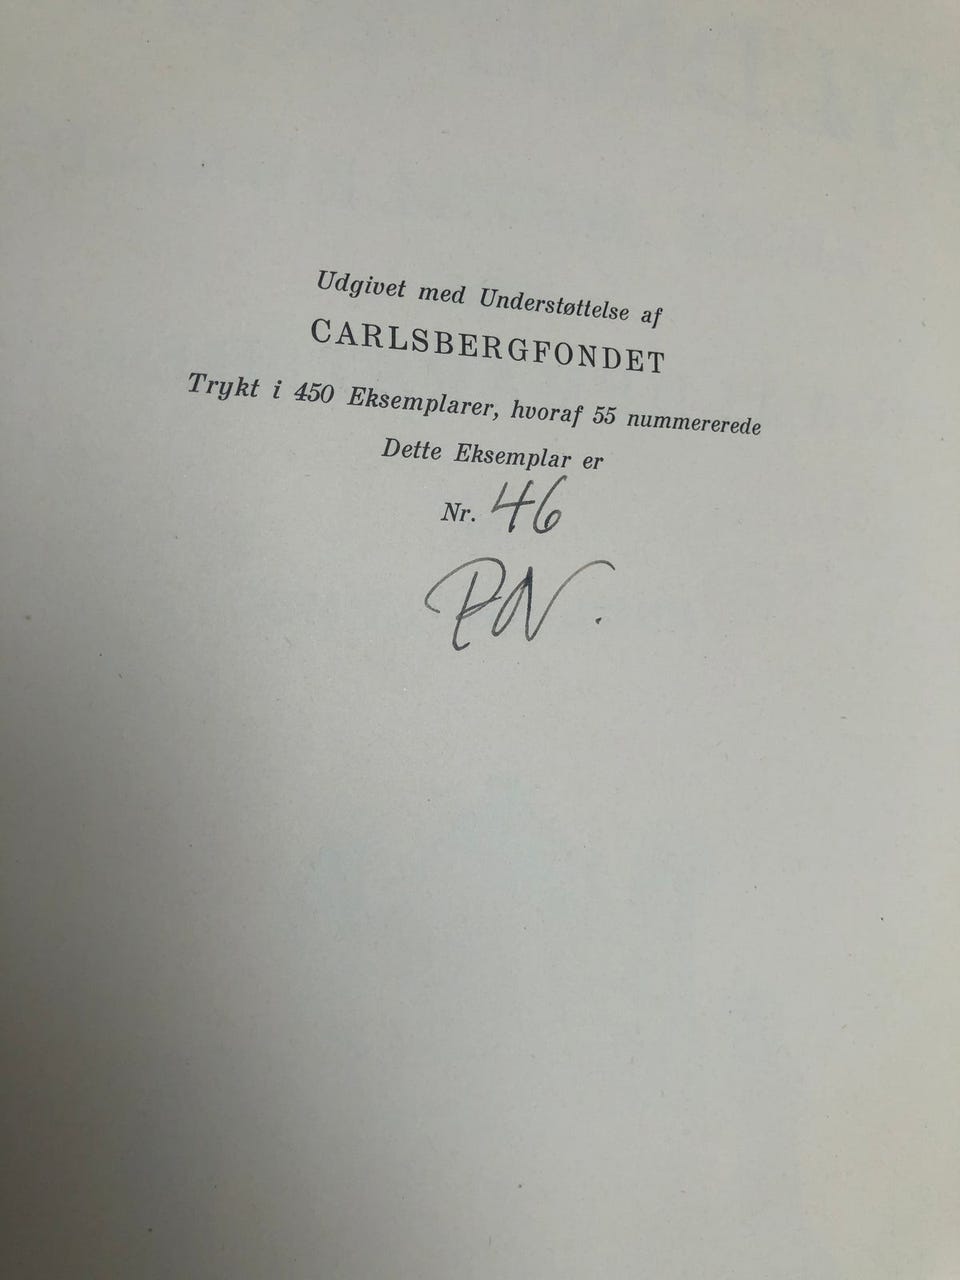 Udgivet med Understøttelse af
CARLSBERGFONDET
Trykt i 450 Eksemplarer, hvoraf 55 nummererede
Dette Eksemplar er
Nr. 46